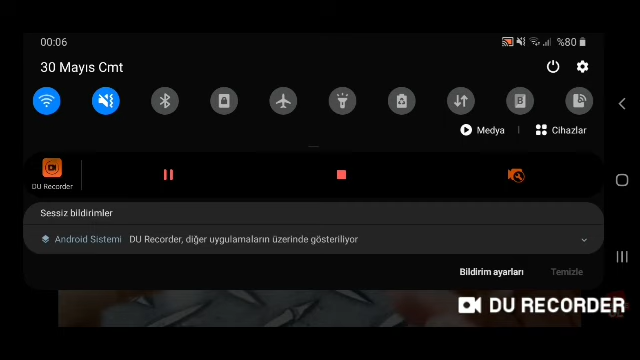 00:06
%80
30 Mayıs Cmt
B
Medya
Cihazlar
DU Recorder
Sessiz bildirimler
Android Sistemi DU Recorder, diğer uygulamaların üzerinde gösteriliyor
Bildirim ayarları
Temizle
DU RECORDER